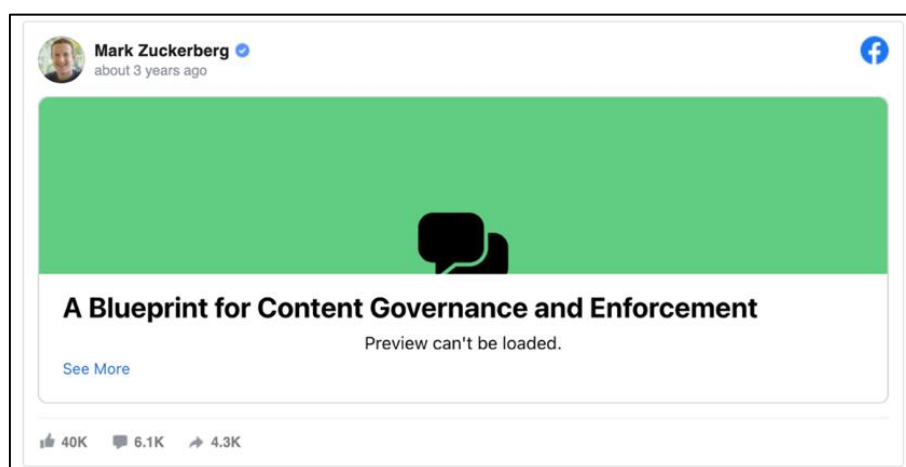 Mark Zuckerberg
about 3 years ago
A Blueprint for Content Governance and Enforcement
Preview can't be loaded.
See More
40K 6.1K 4.3K